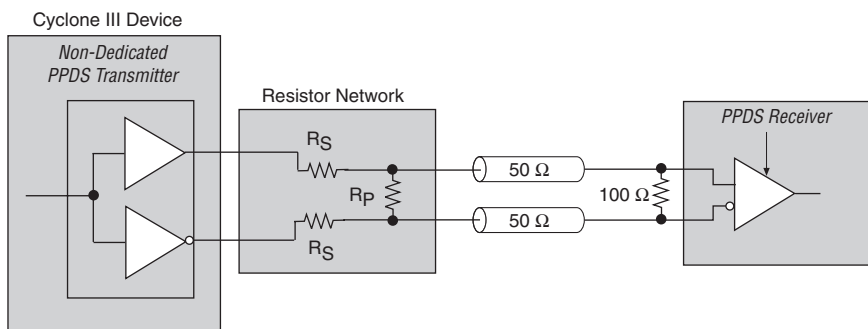 Cyclone III Device
Non-Dedicated
PPDS Transmitter
Resistor Network
PPDS Receiver
RS
50 Ω
RP
100 Ω
RS
50 Ω